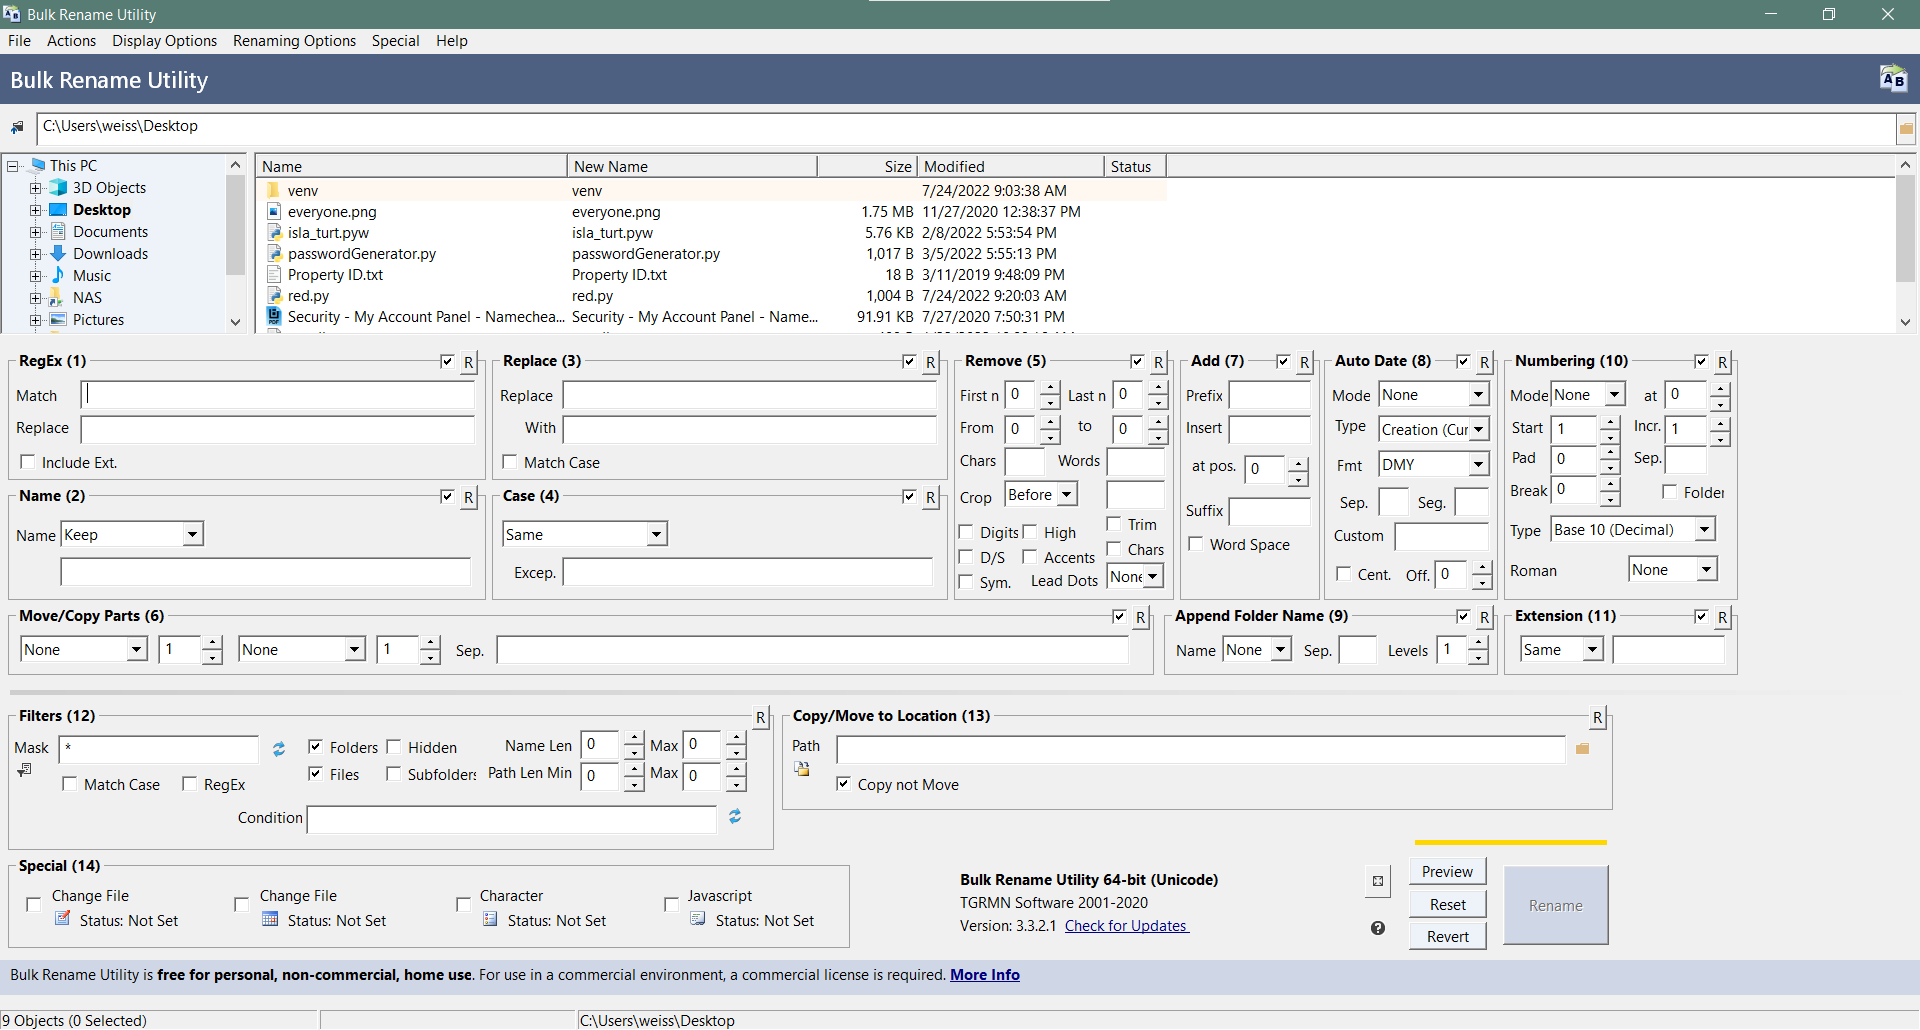 Bulk Rename Utility
File Actions Display Options Renaming Options Special Help
Bulk Rename Utility
C:\Users\weiss\Desktop
This PC
3D Objects
Desktop
Documents
Downloads
Music
NAS
Pictures
Name New Name Size Modified Status
venv venv 7/24/2022 9:03:38 AM
everyone.png everyone.png 1.75 MB 11/27/2020 12:38:37 PM
isla_turt.pyw isla_turt.pyw 5.76 KB 2/8/2022 5:53:54 PM
passwordGenerator.py passwordGenerator.py 1,017 B 3/5/2022 5:55:13 PM
Property ID.txt Property ID.txt 18 B 3/11/2019 9:48:09 PM
red.py red.py 1,004 B 7/24/2022 9:20:03 AM
Security - My Account Panel - Namechea... Security - My Account Panel - Name... 91.91 KB 7/27/2020 7:50:31 PM
RegEx (1) R
Match
Replace
Include Ext.
Replace (3) R
Replace
With
Match Case
Remove (5) R
First n 0 Last n 0
From 0 to 0
Chars Words
Crop Before
Digits High Trim
D/S Accents Chars
Sym. Lead Dots None
Add (7) R
Prefix
Insert
at pos. 0
Suffix
Word Space
Auto Date (8) R
Mode None
Type Creation (Cur
Fmt DMY
Sep. Seg.
Custom
Cent. Off. 0
Numbering (10) R
Mode None at 0
Start 1 Incr. 1
Pad 0 Sep.
Break 0 Folder
Type Base 10 (Decimal)
Roman None
Name (2) R
Name Keep
Case (4) R
Same
Excep.
Move/Copy Parts (6) R
None 1 None 1 Sep.
Append Folder Name (9) R
Name None Sep. Levels 1
Extension (11) R
Same
Filters (12) R
Mask * Folders Hidden Name Len 0 Max 0
Files Subfolders Path Len Min 0 Max 0
Match Case RegEx
Condition
Copy/Move to Location (13) R
Path
Copy not Move
Special (14)
Change File
Status: Not Set
Change File
Status: Not Set
Character
Status: Not Set
Javascript
Status: Not Set
Bulk Rename Utility 64-bit (Unicode)
TGRMN Software 2001-2020
Version: 3.3.2.1 Check for Updates
Preview
Reset
Revert
Rename
Bulk Rename Utility is free for personal, non-commercial, home use. For use in a commercial environment, a commercial license is required. More Info
9 Objects (0 Selected) C:\Users\weiss\Desktop